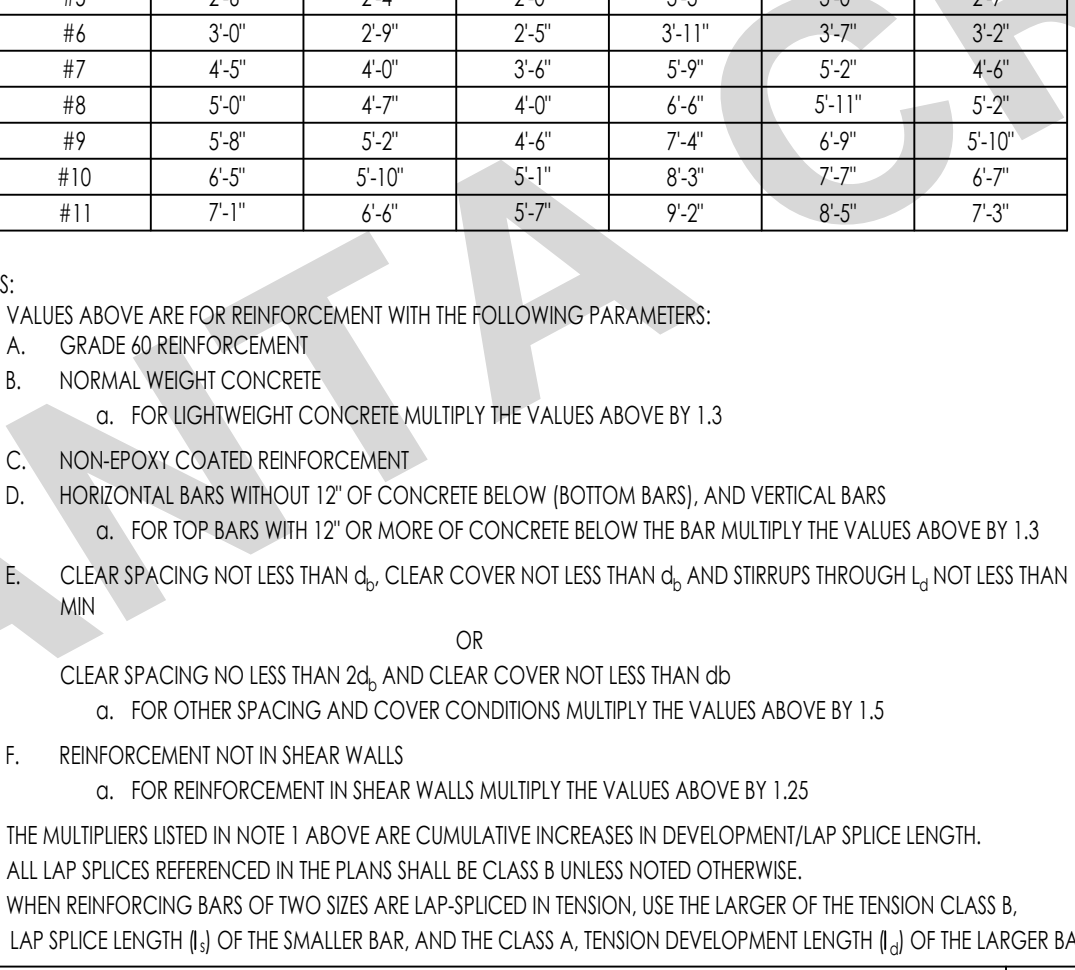 #6 3'-0" 2'-9" 2'-5" 3'-11" 3'-7" 3'-2"
#7 4'-5" 4'-0" 3'-6" 5'-9" 5'-2" 4'-6"
#8 5'-0" 4'-7" 4'-0" 6'-6" 5'-11" 5'-2"
#9 5'-8" 5'-2" 4'-6" 7'-4" 6'-9" 5'-10"
#10 6'-5" 5'-10" 5'-1" 8'-3" 7'-7" 6'-7"
#11 7'-1" 6'-6" 5'-7" 9'-2" 8'-5" 7'-3"
S:
VALUES ABOVE ARE FOR REINFORCEMENT WITH THE FOLLOWING PARAMETERS:
A. GRADE 60 REINFORCEMENT
B. NORMAL WEIGHT CONCRETE
a. FOR LIGHTWEIGHT CONCRETE MULTIPLY THE VALUES ABOVE BY 1.3
C. NON-EPOXY COATED REINFORCEMENT
D. HORIZONTAL BARS WITHOUT 12" OF CONCRETE BELOW (BOTTOM BARS), AND VERTICAL BARS
a. FOR TOP BARS WITH 12" OR MORE OF CONCRETE BELOW THE BAR MULTIPLY THE VALUES ABOVE BY 1.3
E. CLEAR SPACING NOT LESS THAN db, CLEAR COVER NOT LESS THAN db AND STIRRUPS THROUGH Ld NOT LESS THAN
MIN
OR
CLEAR SPACING NO LESS THAN 2db AND CLEAR COVER NOT LESS THAN db
a. FOR OTHER SPACING AND COVER CONDITIONS MULTIPLY THE VALUES ABOVE BY 1.5
F. REINFORCEMENT NOT IN SHEAR WALLS
a. FOR REINFORCEMENT IN SHEAR WALLS MULTIPLY THE VALUES ABOVE BY 1.25
THE MULTIPLIERS LISTED IN NOTE 1 ABOVE ARE CUMULATIVE INCREASES IN DEVELOPMENT/LAP SPLICE LENGTH.
ALL LAP SPLICES REFERENCED IN THE PLANS SHALL BE CLASS B UNLESS NOTED OTHERWISE.
WHEN REINFORCING BARS OF TWO SIZES ARE LAP-SPLICED IN TENSION, USE THE LARGER OF THE TENSION CLASS B,
LAP SPLICE LENGTH (ls) OF THE SMALLER BAR, AND THE CLASS A, TENSION DEVELOPMENT LENGTH (ld) OF THE LARGER BA
ANTA CH